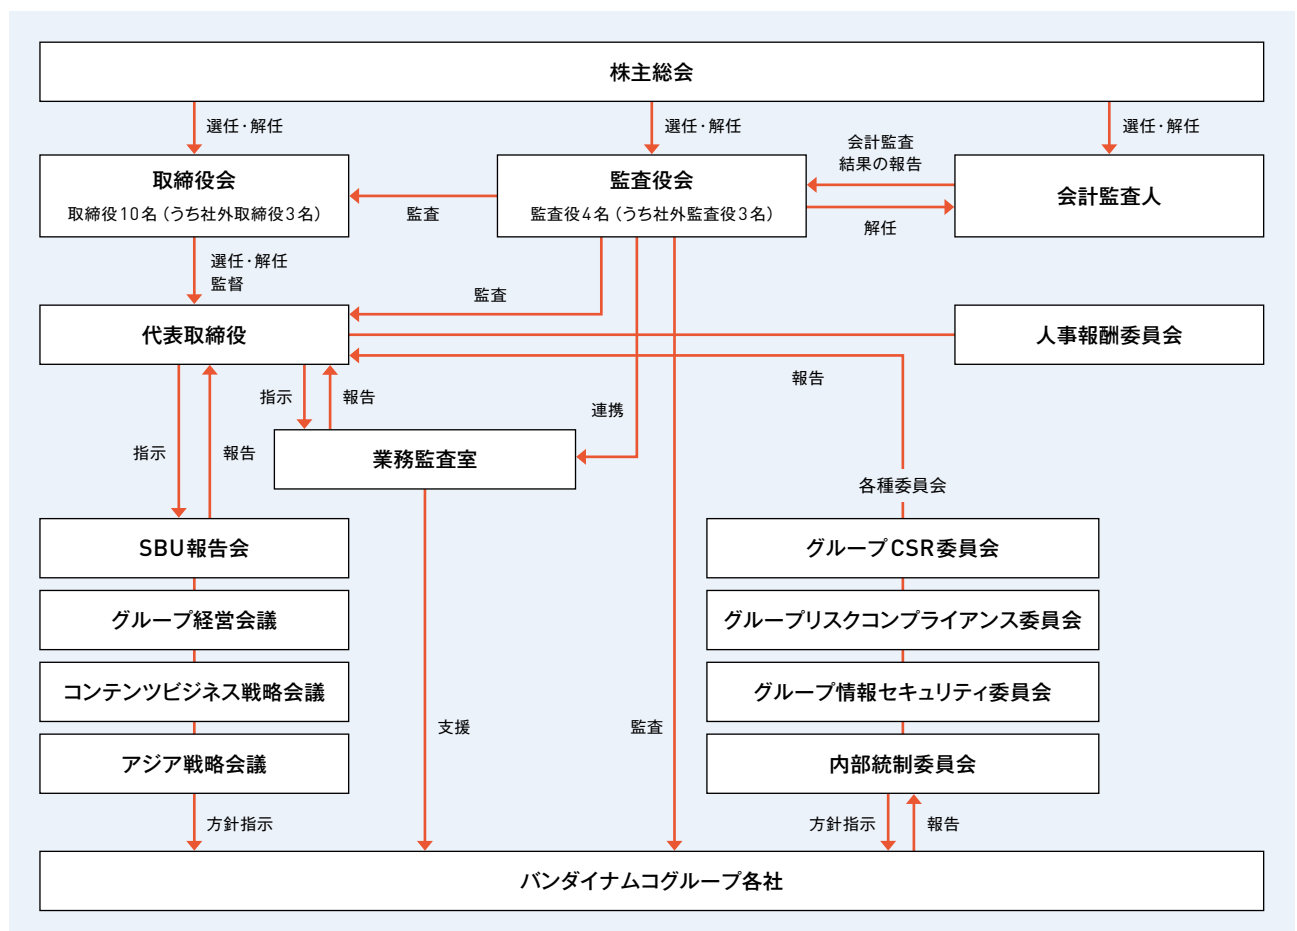 株主総会
選任・解任
選任・解任
選任・解任
取締役会
取締役10名（うち社外取締役3名）
監査
監査役会
監査役4名（うち社外監査役3名）
会計監査
結果の報告
解任
会計監査人
選任・解任
監督
監査
代表取締役
人事報酬委員会
指示
報告
連携
報告
指示
報告
業務監査室
各種委員会
SBU報告会
グループ経営会議
コンテンツビジネス戦略会議
アジア戦略会議
グループCSR委員会
グループリスクコンプライアンス委員会
グループ情報セキュリティ委員会
内部統制委員会
支援
監査
方針指示
方針指示
報告
バンダイナムコグループ各社